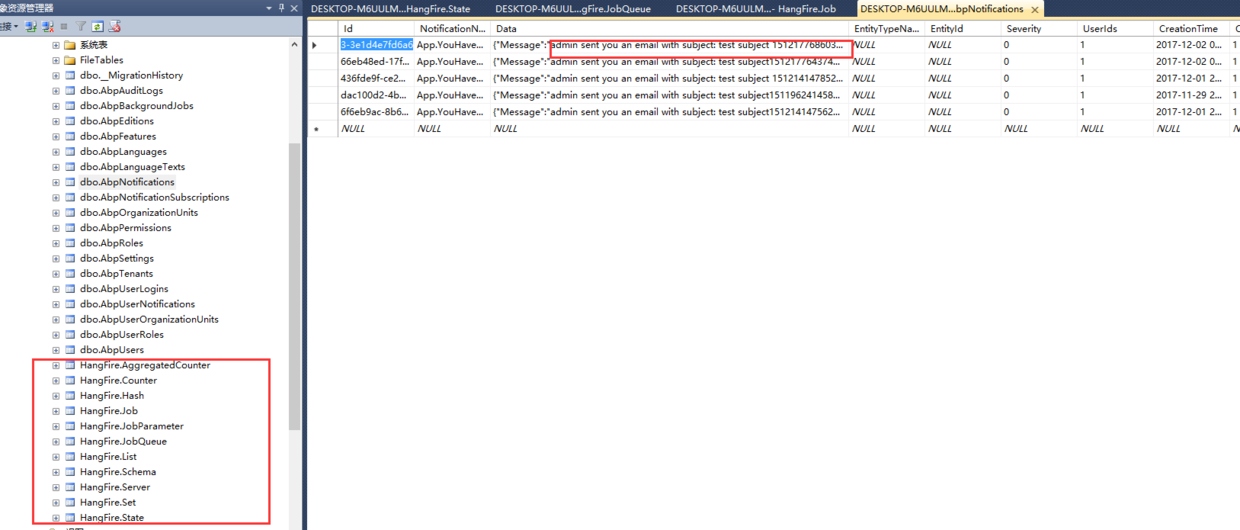 象资源管理器
DESKTOP-M6UULM...HangFire.State DESKTOP-M6UUL...gFire.JobQueue DESKTOP-M6UULM... - HangFire.Job DESKTOP-M6UULM...bpNotifications
连接
Id NotificationN... Data EntityTypeNa... EntityId Severity UserIds CreationTime
3-3e1d4e7fd6a6 App.YouHave... {"Message":"admin sent you an email with subject: test subject 151217768603... NULL NULL 0 1 2017-12-02 0... 1
66eb48ed-17f... App.YouHave... {"Message":"admin sent you an email with subject: test subject151217764374... NULL NULL 0 1 2017-12-02 0... 1
436fde9f-ce2... App.YouHave... {"Message":"admin sent you an email with subject: test subject151214147852... NULL NULL 0 1 2017-12-01 2... 1
dac100d2-4b... App.YouHave... {"Message":"admin sent you an email with subject: test subject151196241458... NULL NULL 0 1 2017-11-29 2... 1
6f6eb9ac-8b6... App.YouHave... {"Message":"admin sent you an email with subject: test subject151214147562... NULL NULL 0 1 2017-12-01 2... 1
NULL NULL NULL NULL NULL NULL NULL NULL
系统表
FileTables
dbo.__MigrationHistory
dbo.AbpAuditLogs
dbo.AbpBackgroundJobs
dbo.AbpEditions
dbo.AbpFeatures
dbo.AbpLanguages
dbo.AbpLanguageTexts
dbo.AbpNotifications
dbo.AbpNotificationSubscriptions
dbo.AbpOrganizationUnits
dbo.AbpPermissions
dbo.AbpRoles
dbo.AbpSettings
dbo.AbpTenants
dbo.AbpUserLogins
dbo.AbpUserNotifications
dbo.AbpUserOrganizationUnits
dbo.AbpUserRoles
dbo.AbpUsers
HangFire.AggregatedCounter
HangFire.Counter
HangFire.Hash
HangFire.Job
HangFire.JobParameter
HangFire.JobQueue
HangFire.List
HangFire.Schema
HangFire.Server
HangFire.Set
HangFire.State